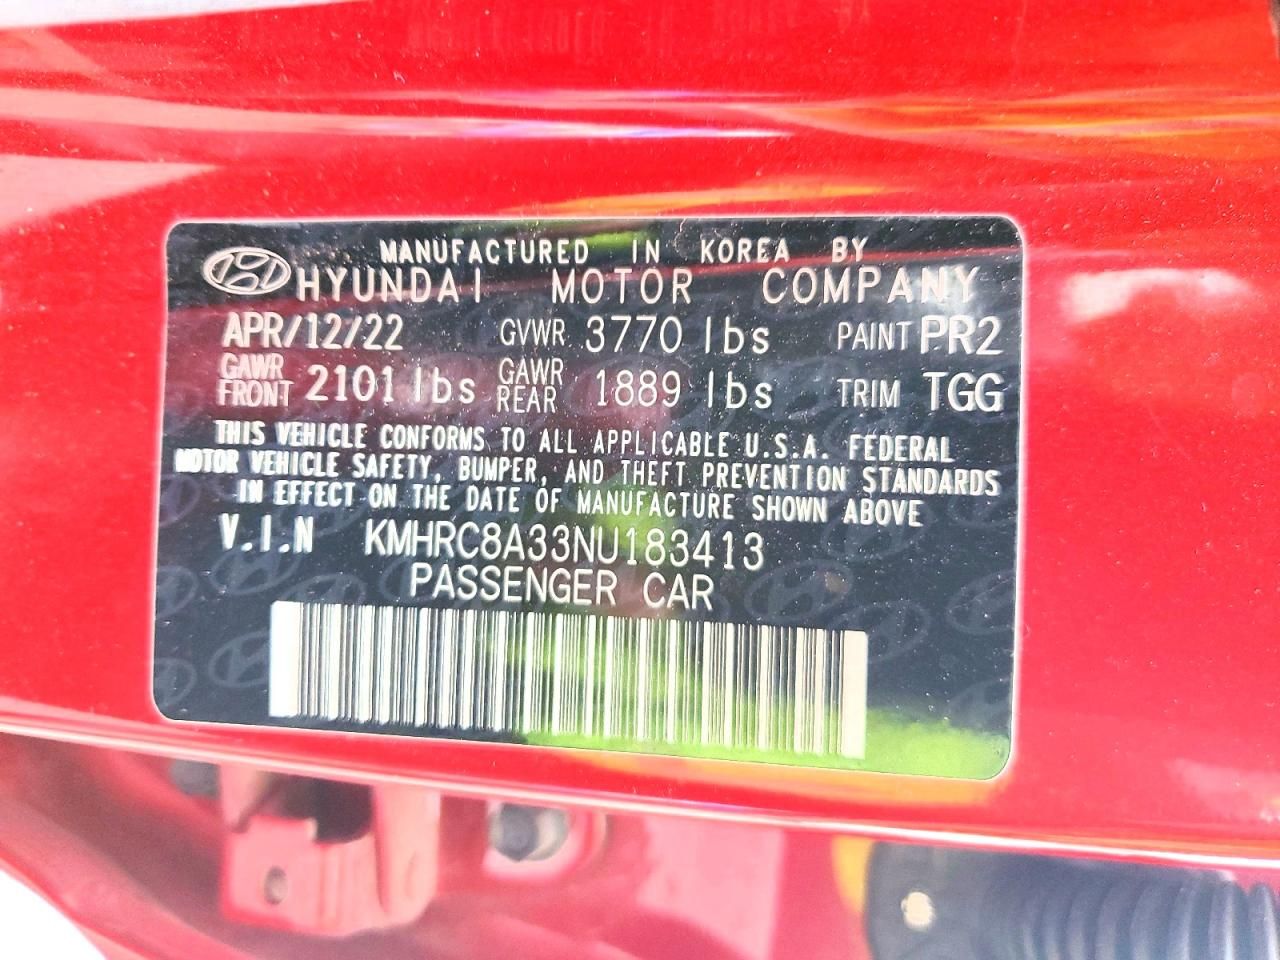 MANUFACTURED IN KOREA BY
HYUNDAI MOTOR COMPANY
APR/12/22 GVWR 3770 lbs PAINT PR2
GAWR FRONT 2101 lbs GAWR REAR 1889 lbs TRIM TGG
THIS VEHICLE CONFORMS TO ALL APPLICABLE U.S.A. FEDERAL
MOTOR VEHICLE SAFETY, BUMPER, AND THEFT PREVENTION STANDARDS
IN EFFECT ON THE DATE OF MANUFACTURE SHOWN ABOVE
V.I.N KMHRC8A33NU183413
PASSENGER CAR